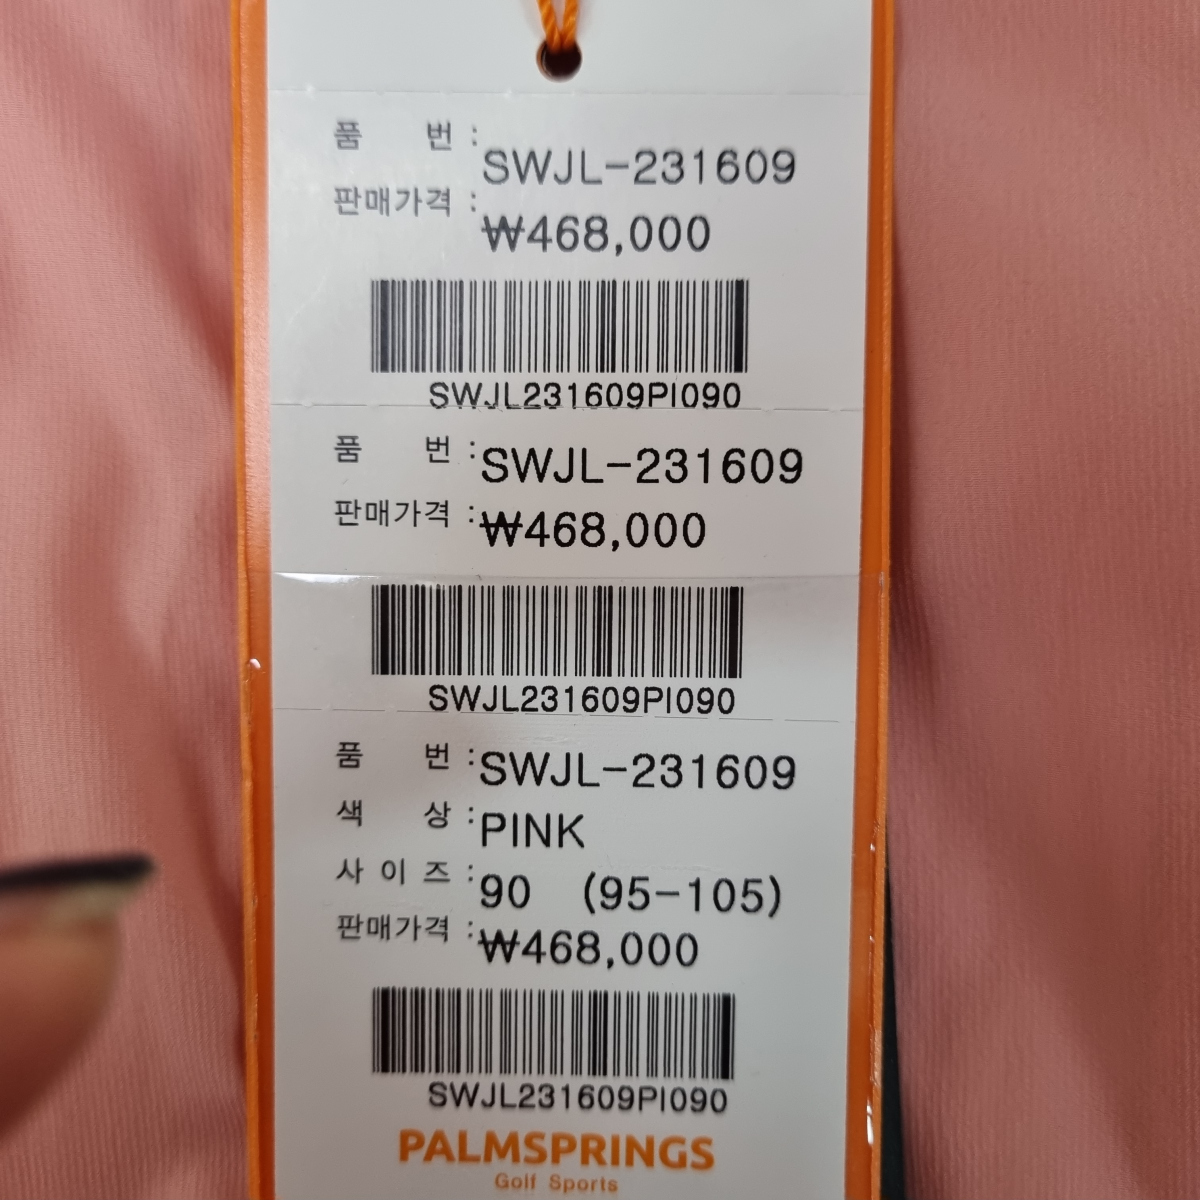 품 번 : SWJL-231609
판매가격 : ₩468,000
SWJL231609PI090
품 번 : SWJL-231609
판매가격 : ₩468,000
SWJL231609PI090
품 번 : SWJL-231609
색 상 : PINK
사 이 즈 : 90 (95-105)
판매가격 : ₩468,000
SWJL231609PI090
PALMSPRINGS
Golf Sports